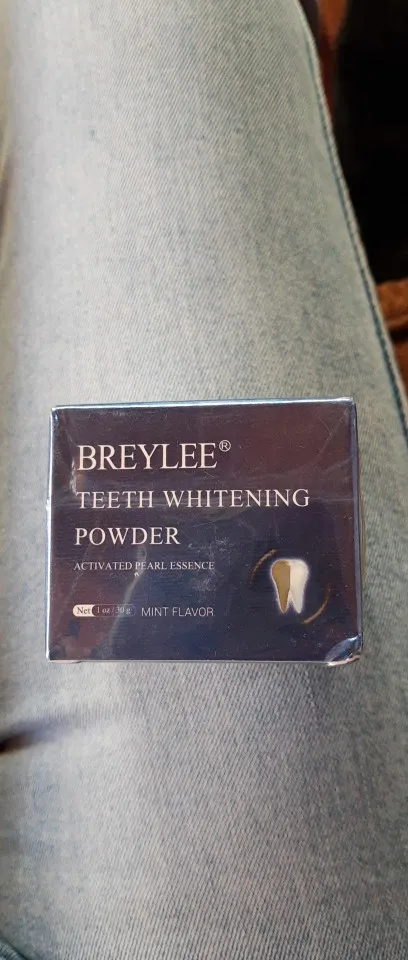 BREYLEE®
TEETH WHITENING
POWDER
ACTIVATED PEARL ESSENCE
Net 1 oz / 30 g MINT FLAVOR